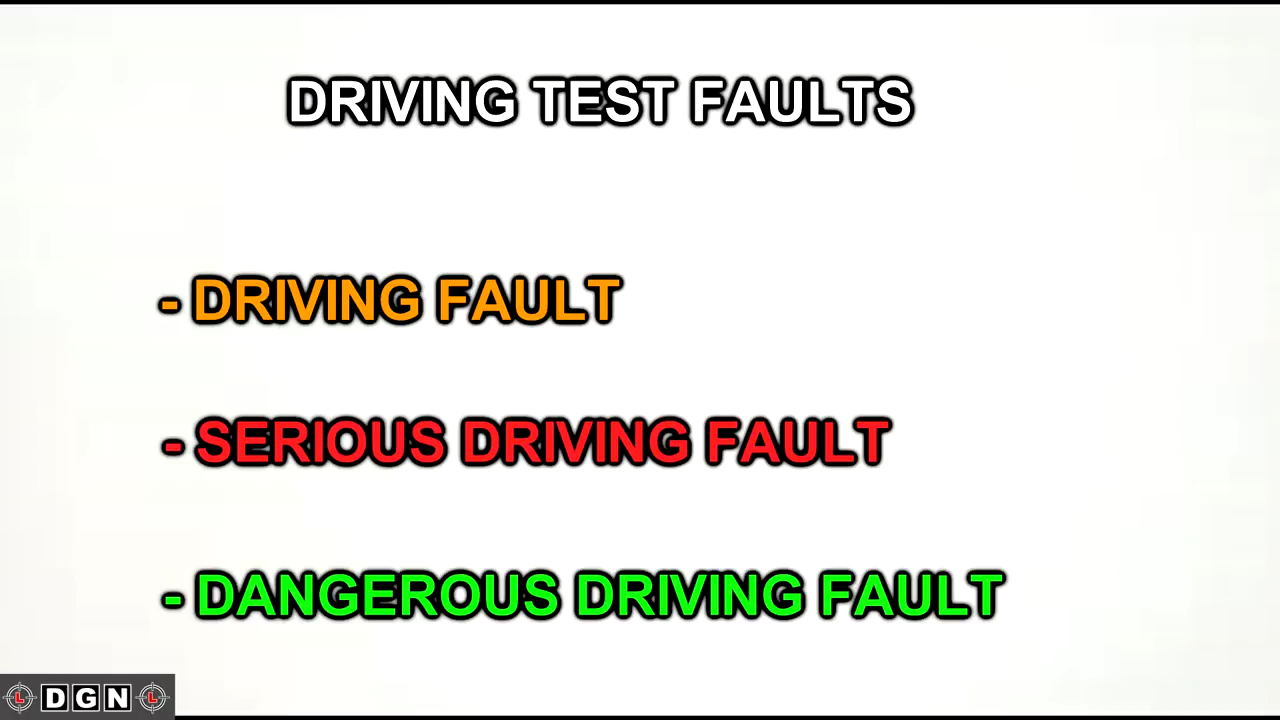 DRIVING TEST FAULTS
- DRIVING FAULT
- SERIOUS DRIVING FAULT
- DANGEROUS DRIVING FAULT
L DGN L